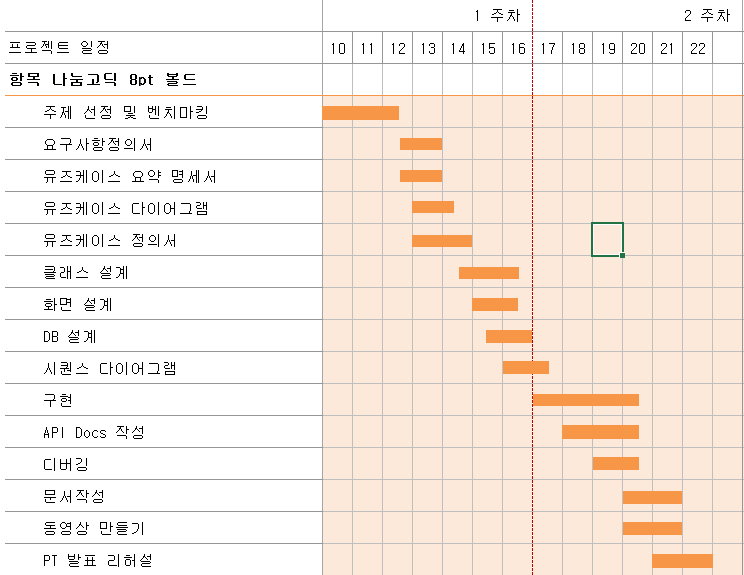 1 주차 2 주차
프로젝트 일정 10 11 12 13 14 15 16 17 18 19 20 21 22
항목 나눔고딕 8pt 볼드
주제 선정 및 벤치마킹
요구사항정의서
유즈케이스 요약 명세서
유즈케이스 다이어그램
유즈케이스 정의서
클래스 설계
화면 설계
DB 설계
시퀀스 다이어그램
구현
API Docs 작성
디버깅
문서작성
동영상 만들기
PT 발표 리허설